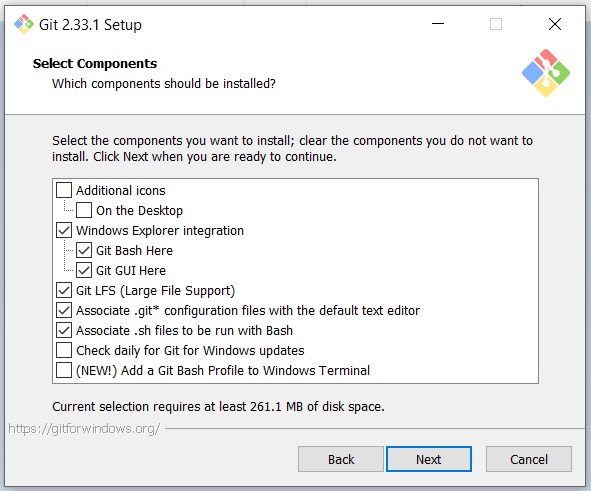 Git 2.33.1 Setup
Select Components
Which components should be installed?
Select the components you want to install; clear the components you do not want to
install. Click Next when you are ready to continue.
Additional icons
On the Desktop
Windows Explorer integration
Git Bash Here
Git GUI Here
Git LFS (Large File Support)
Associate .git* configuration files with the default text editor
Associate .sh files to be run with Bash
Check daily for Git for Windows updates
(NEW!) Add a Git Bash Profile to Windows Terminal
Current selection requires at least 261.1 MB of disk space.
https://gitforwindows.org/
Back
Next
Cancel